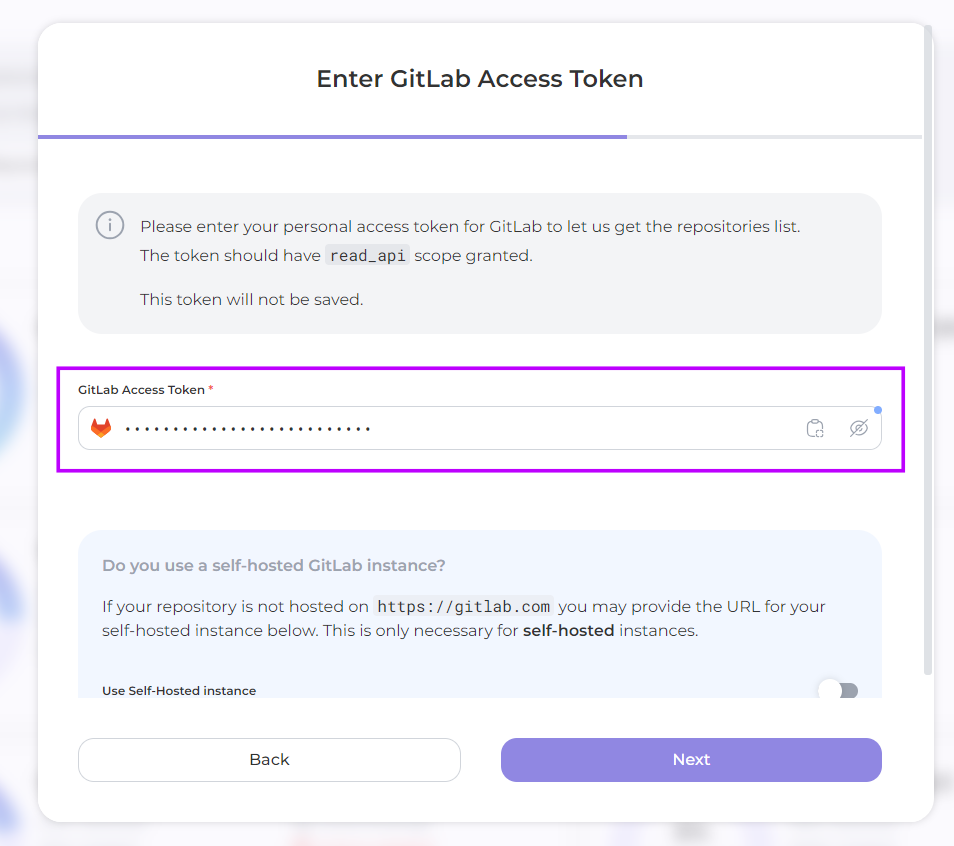 Enter GitLab Access Token
Please enter your personal access token for GitLab to let us get the repositories list.
The token should have read_api scope granted.
This token will not be saved.
GitLab Access Token *
••••••••••••••••••••••••••
Do you use a self-hosted GitLab instance?
If your repository is not hosted on https://gitlab.com you may provide the URL for your
self-hosted instance below. This is only necessary for self-hosted instances.
Use Self-Hosted instance
Back
Next